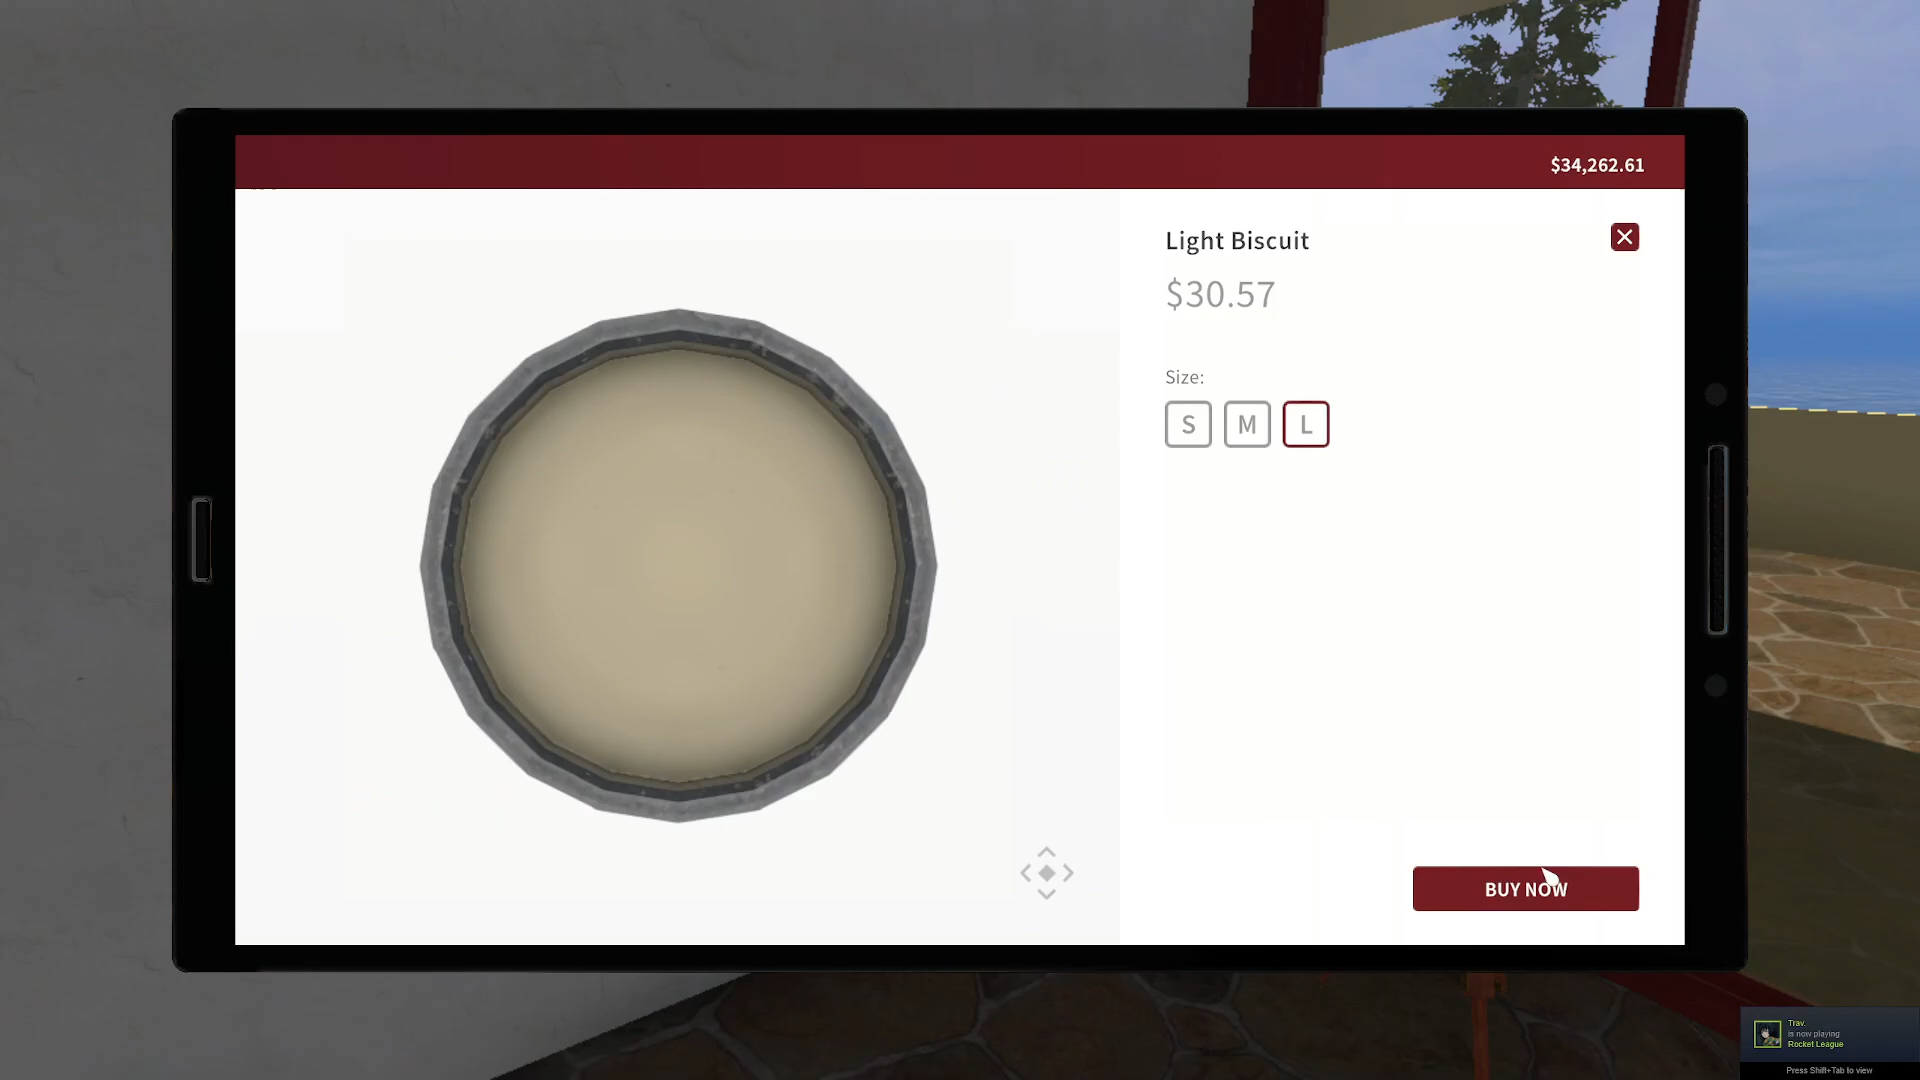 $34,262.61
Light Biscuit
$30.57
Size:
S M L
BUY NOW
Trav.
is now playing
Rocket League
Press Shift+Tab to view